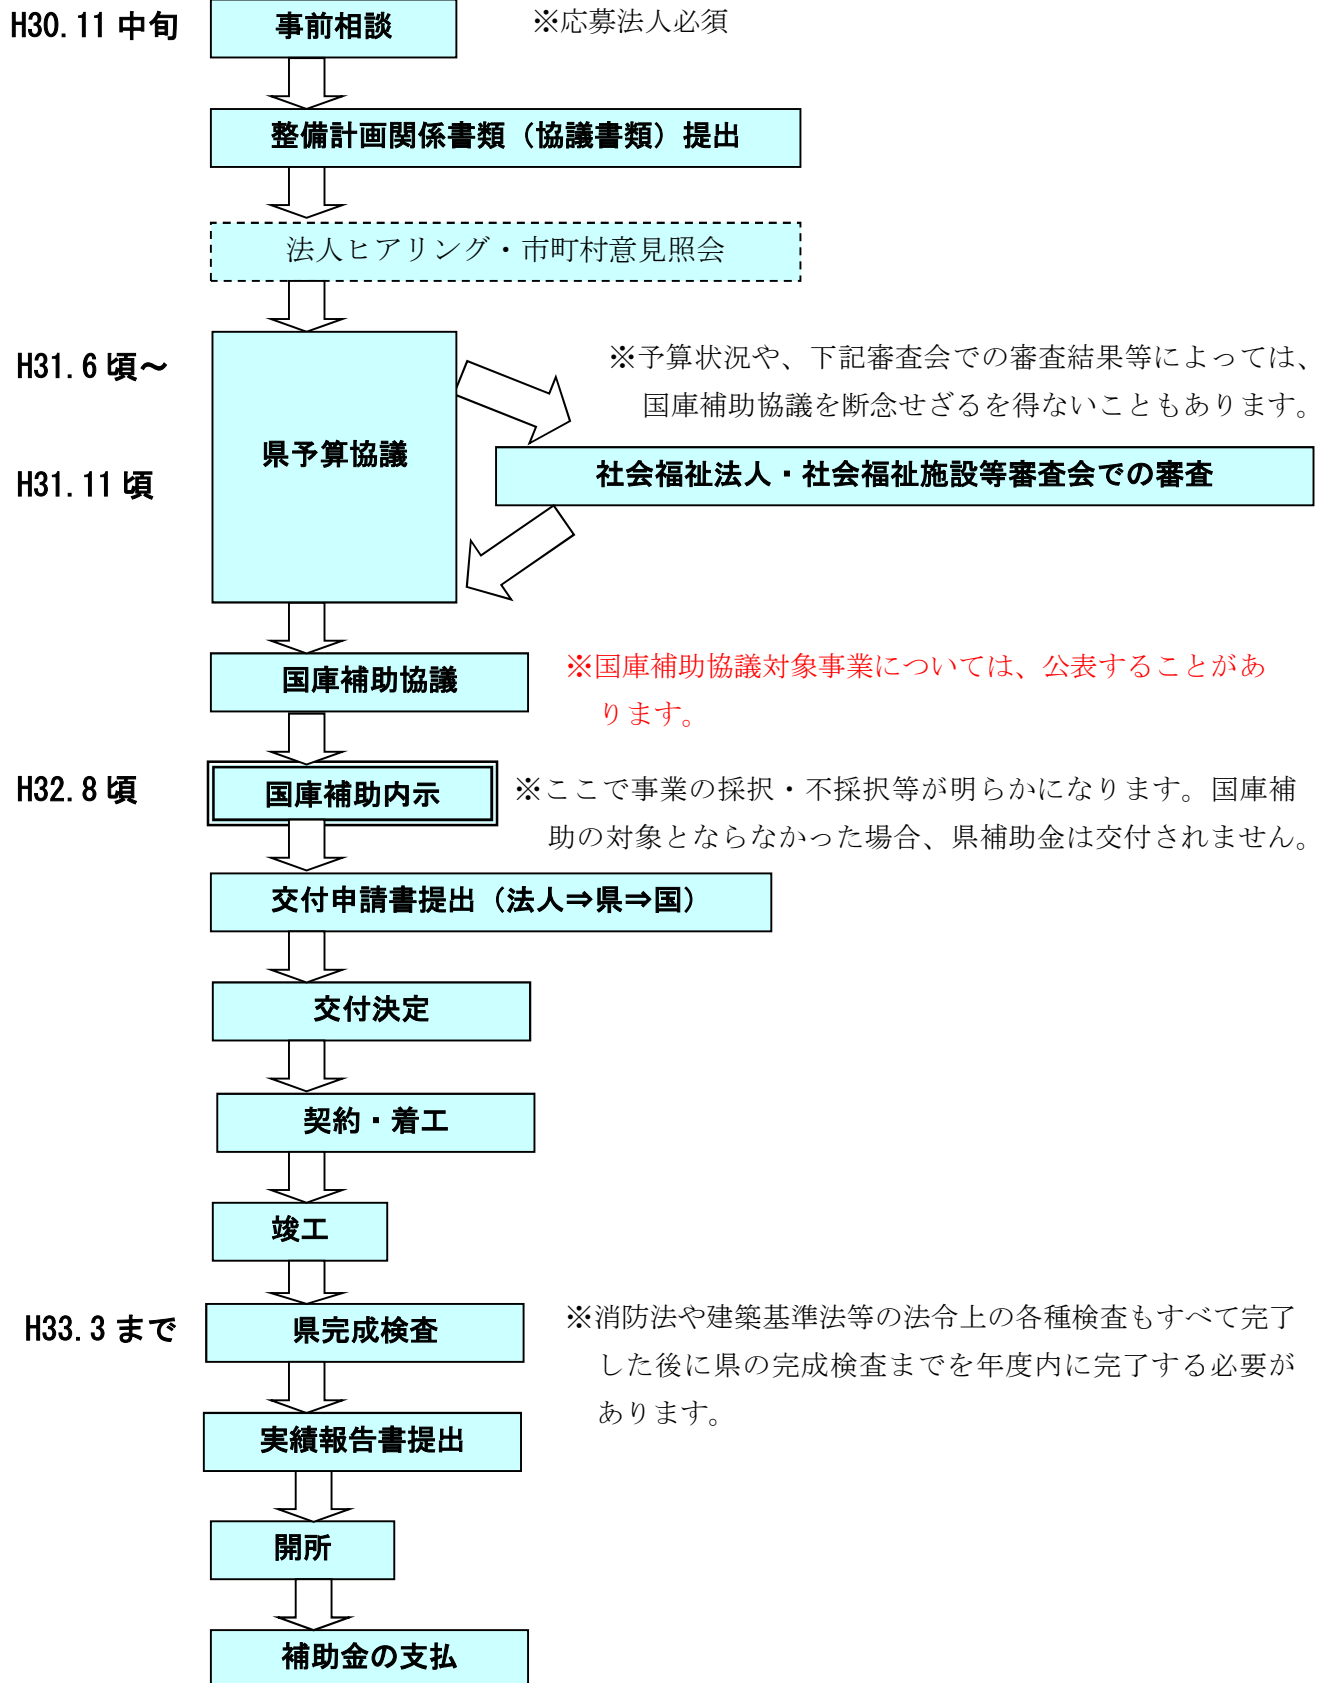 H30.11 中旬
事前相談
※応募法人必須
整備計画関係書類（協議書類）提出
法人ヒアリング・市町村意見照会
H31.6 頃～
※予算状況や、下記審査会での審査結果等によっては、
国庫補助協議を断念せざるを得ないこともあります。
県予算協議
社会福祉法人・社会福祉施設等審査会での審査
H31.11 頃
国庫補助協議
※国庫補助協議対象事業については、公表することがあ
ります。
H32.8 頃
国庫補助内示
※ここで事業の採択・不採択等が明らかになります。国庫補
助の対象とならなかった場合、県補助金は交付されません。
交付申請書提出（法人⇒県⇒国）
交付決定
契約・着工
竣工
H33.3 まで
県完成検査
※消防法や建築基準法等の法令上の各種検査もすべて完了
した後に県の完成検査までを年度内に完了する必要が
あります。
実績報告書提出
開所
補助金の支払